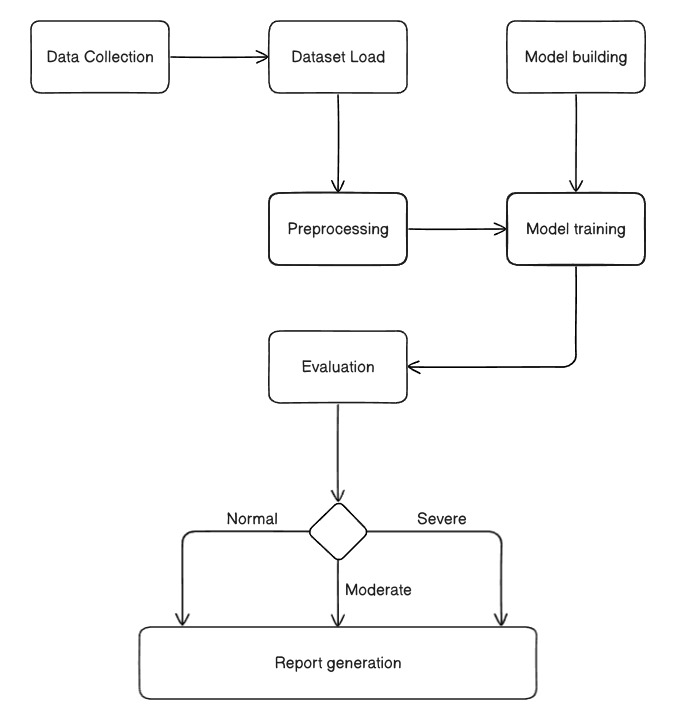 Data Collection
Dataset Load
Model building
Preprocessing
Model training
Evaluation
Normal
Severe
Moderate
Report generation